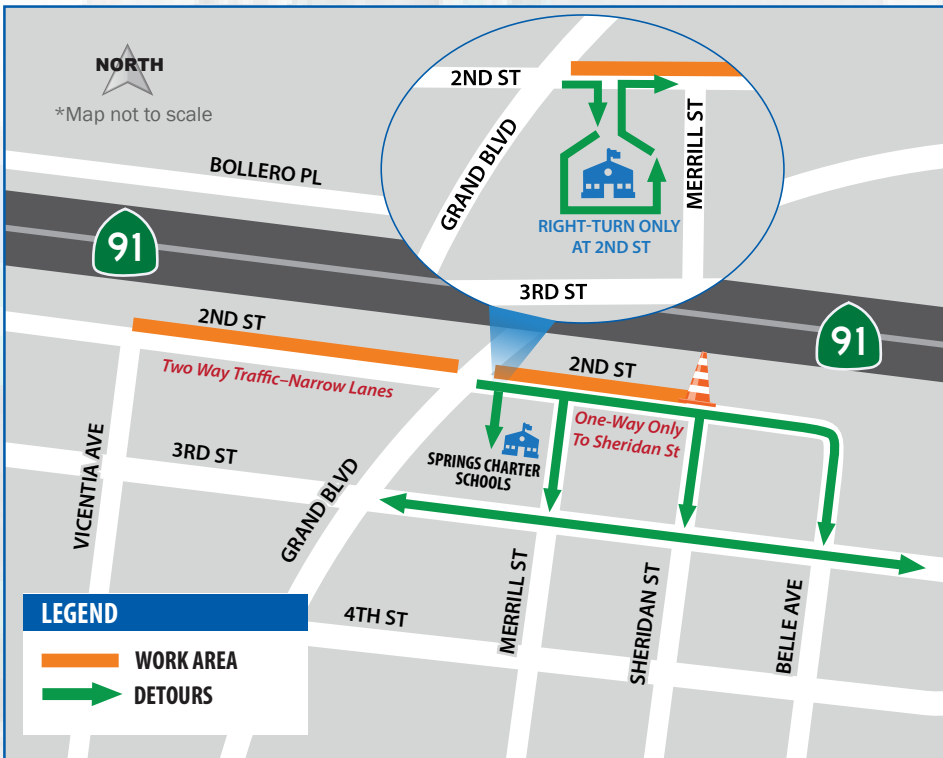 NORTH
*Map not to scale
BOLLERO PL
2ND ST
GRAND BLVD
MERRILL ST
RIGHT-TURN ONLY
AT 2ND ST
3RD ST
91
91
2ND ST
Two Way Traffic–Narrow Lanes
2ND ST
One-Way Only
To Sheridan St
SPRINGS CHARTER
SCHOOLS
3RD ST
VICENTIA AVE
GRAND BLVD
MERRILL ST
SHERIDAN ST
BELLE AVE
4TH ST
LEGEND
WORK AREA
DETOURS